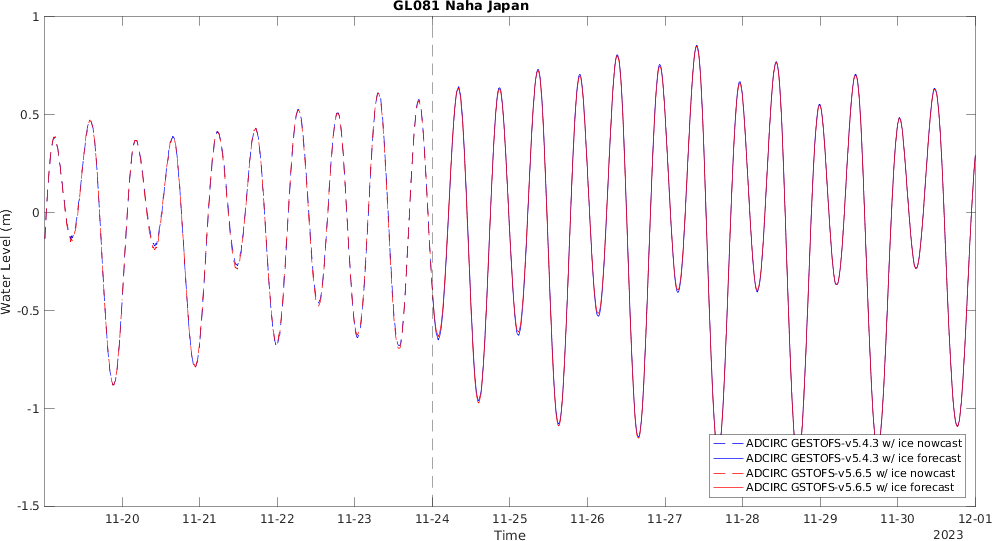 GL081 Naha Japan
1
0.5
0
-0.5
-1
-1.5
Water Level (m)
ADCIRC GESTOFS-v5.4.3 w/ ice nowcast
ADCIRC GESTOFS-v5.4.3 w/ ice forecast
ADCIRC GSTOFS-v5.6.5 w/ ice nowcast
ADCIRC GSTOFS-v5.6.5 w/ ice forecast
11-20 11-21 11-22 11-23 11-24 11-25 11-26 11-27 11-28 11-29 11-30 12-01
Time
2023